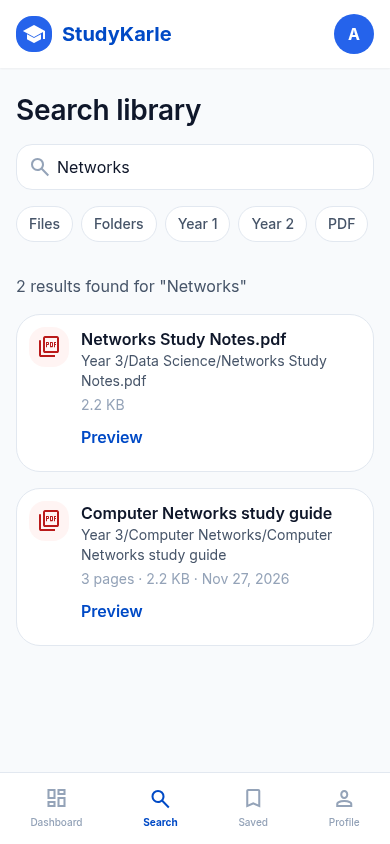 StudyKarle
A
Search library
Networks
Files Folders Year 1 Year 2 PDF
2 results found for "Networks"
PDF
Networks Study Notes.pdf
Year 3/Data Science/Networks Study
Notes.pdf
2.2 KB
Preview
PDF
Computer Networks study guide
Year 3/Computer Networks/Computer
Networks study guide
3 pages · 2.2 KB · Nov 27, 2026
Preview
Dashboard Search Saved Profile